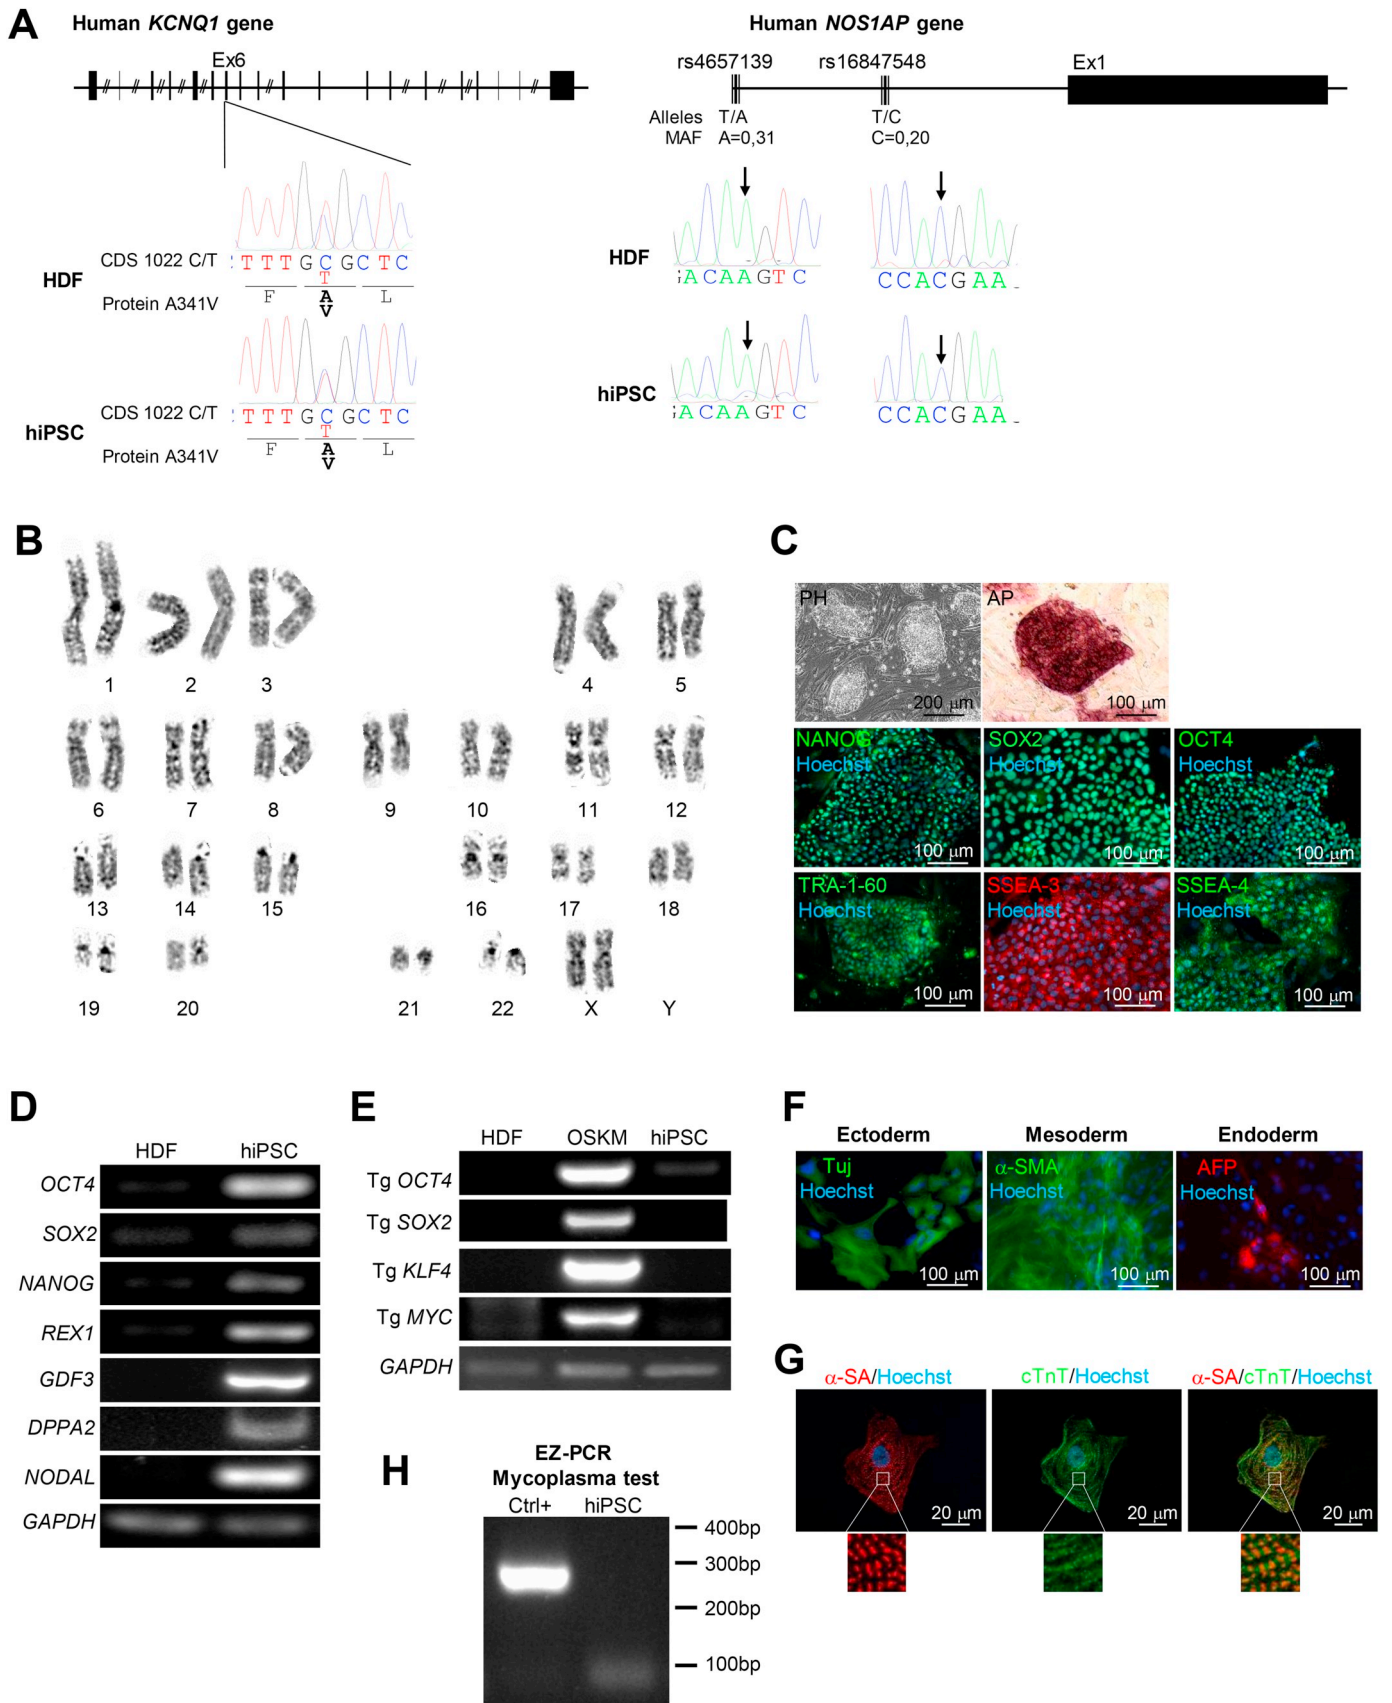 A
Human KCNQ1 gene
Ex6
CDS 1022 C/T
TTTGCGCTC
T
HDF
Protein A341V
F A L
V
CDS 1022 C/T
TTTGCGCTC
T
hiPSC
Protein A341V
F A L
V
Human NOS1AP gene
rs4657139 rs16847548 Ex1
Alleles T/A T/C
MAF A=0,31 C=0,20
HDF
GACAAGTC CCACGAA
hiPSC
GACAAGTC CCACGAA
B
1 2 3 4 5
6 7 8 9 10 11 12
13 14 15 16 17 18
19 20 21 22 X Y
C
PH AP
200 µm 100 µm
NANOG SOX2 OCT4
Hoechst Hoechst Hoechst
100 µm 100 µm 100 µm
TRA-1-60 SSEA-3 SSEA-4
Hoechst Hoechst Hoechst
100 µm 100 µm 100 µm
D
HDF hiPSC
OCT4
SOX2
NANOG
REX1
GDF3
DPPA2
NODAL
GAPDH
E
HDF OSKM hiPSC
Tg OCT4
Tg SOX2
Tg KLF4
Tg MYC
GAPDH
F
Ectoderm Mesoderm Endoderm
Tuj α-SMA AFP
Hoechst Hoechst Hoechst
100 µm 100 µm 100 µm
G
α-SA/Hoechst cTnT/Hoechst α-SA/cTnT/Hoechst
20 µm 20 µm 20 µm
H
EZ-PCR
Mycoplasma test
Ctrl+ hiPSC
400bp
300bp
200bp
100bp